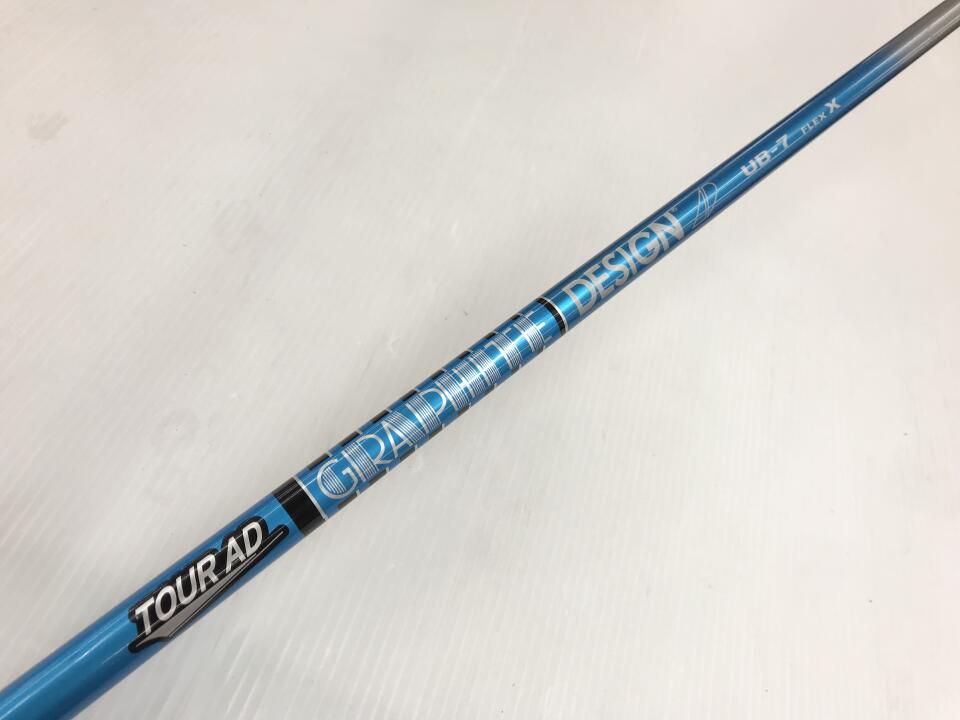 TOUR AD
GRAPHITE DESIGN
UB-7 FLEX X